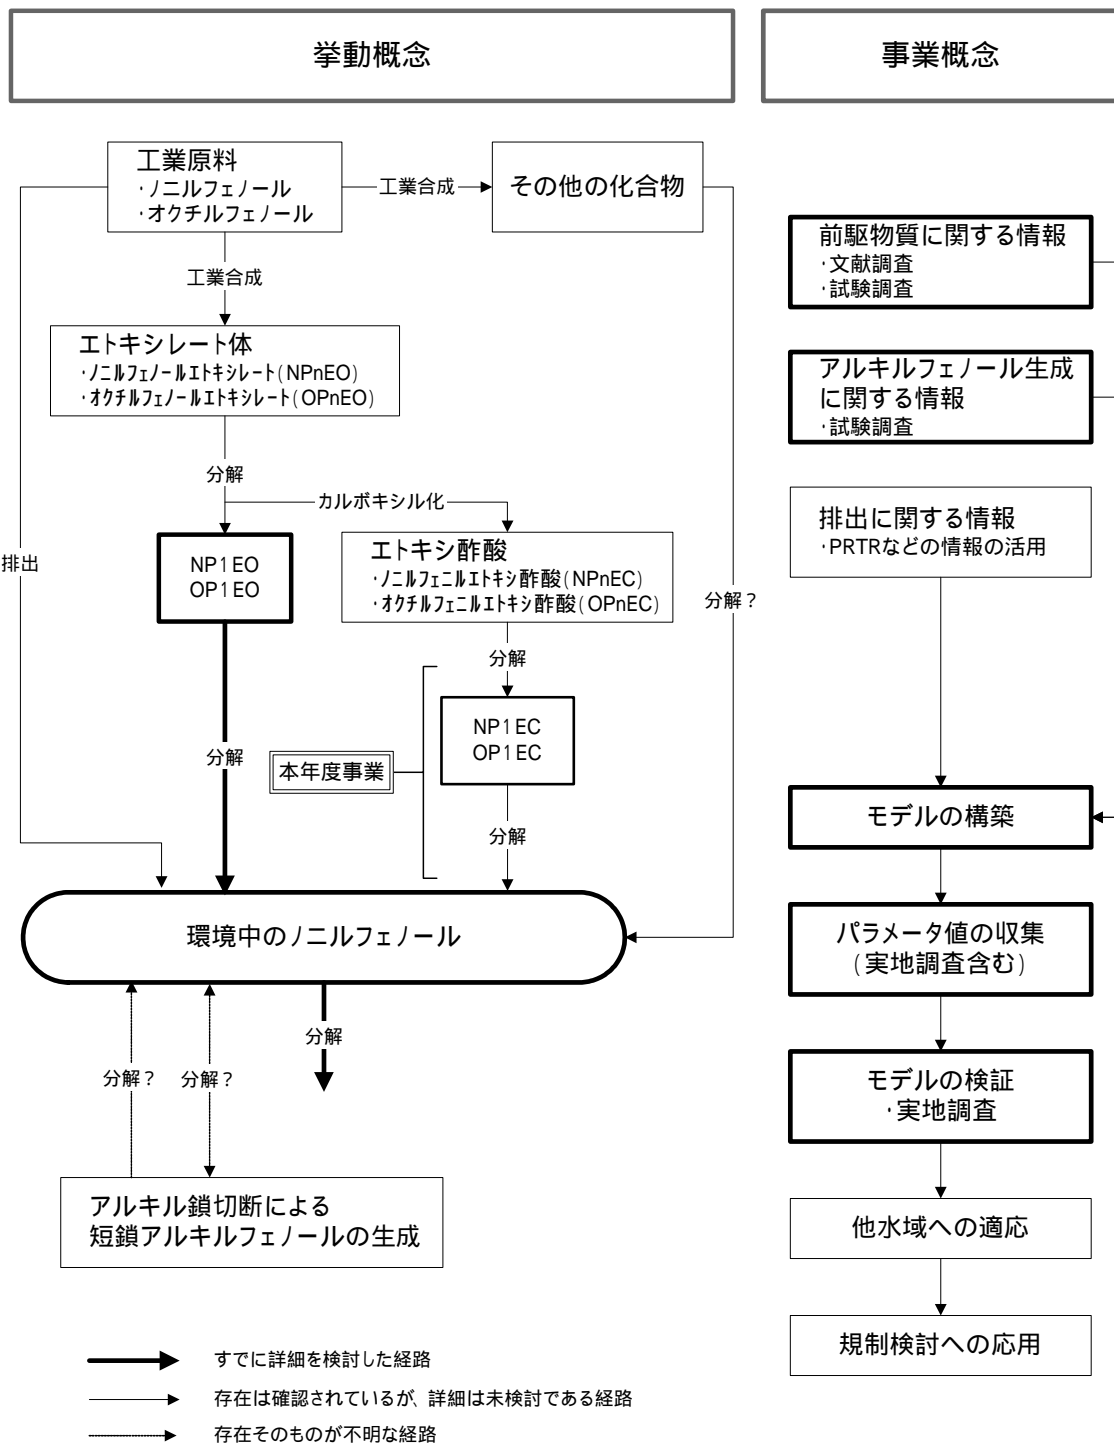 挙動概念
事業概念
工業原料
・ノニルフェノール
・オクチルフェノール
工業合成
その他の化合物
工業合成
エトキシレート体
・ノニルフェノールエトキシレート(NPnEO)
・オクチルフェノールエトキシレート(OPnEO)
分解
カルボキシル化
排出
NP1EO
OP1EO
エトキシ酢酸
・ノニルフェニルエトキシ酢酸(NPnEC)
・オクチルフェニルエトキシ酢酸(OPnEC)
分解?
分解
分解
NP1EC
OP1EC
本年度事業
分解
環境中のノニルフェノール
分解
分解?
分解?
アルキル鎖切断による
短鎖アルキルフェノールの生成
前駆物質に関する情報
・文献調査
・試験調査
アルキルフェノール生成
に関する情報
・試験調査
排出に関する情報
・PRTRなどの情報の活用
モデルの構築
パラメータ値の収集
(実地調査含む)
モデルの検証
・実地調査
他水域への適応
規制検討への応用
すでに詳細を検討した経路
存在は確認されているが、詳細は未検討である経路
存在そのものが不明な経路